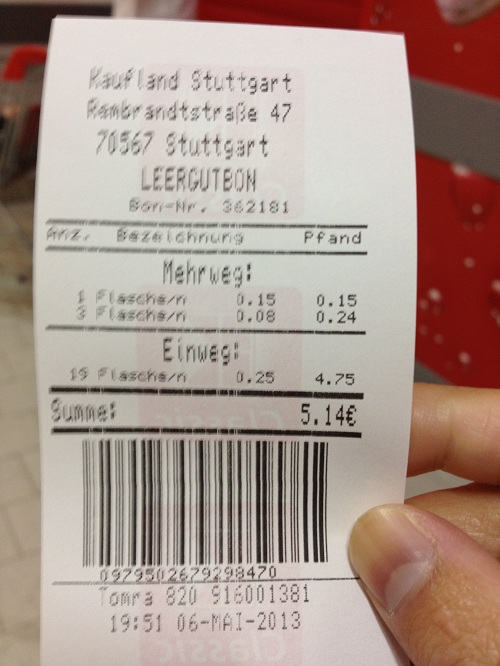 Kaufland Stuttgart
Rembrandtstraße 47
70567 Stuttgart
LEERGUTBON
Bon-Nr. 362181
Anz. Bezeichnung Pfand
Mehrweg:
1 Flasche/n 0.15 0.15
3 Flasche/n 0.08 0.24
Einweg:
19 Flasche/n 0.25 4.75
Summe: 5.14€
0979502679298470
Tomra 820 916001381
19:51 06-MAI-2013
Classic